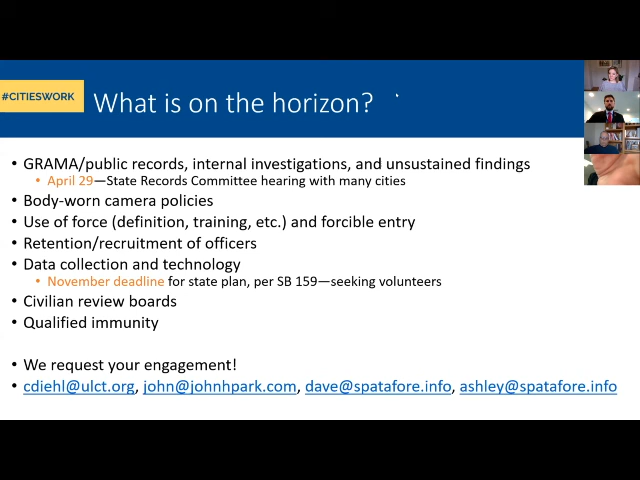 #CITIESWORK
What is on the horizon?
• GRAMA/public records, internal investigations, and unsustained findings
• April 29—State Records Committee hearing with many cities
• Body-worn camera policies
• Use of force (definition, training, etc.) and forcible entry
• Retention/recruitment of officers
• Data collection and technology
• November deadline for state plan, per SB 159—seeking volunteers
• Civilian review boards
• Qualified immunity
• We request your engagement!
• cdiehl@ulct.org, john@johnhpark.com, dave@spatafore.info, ashley@spatafore.info